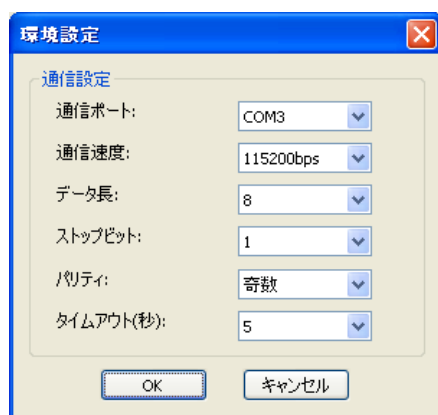 環境設定
通信設定
通信ポート: COM3
通信速度: 115200bps
データ長: 8
ストップビット: 1
パリティ: 奇数
タイムアウト(秒): 5
OK キャンセル